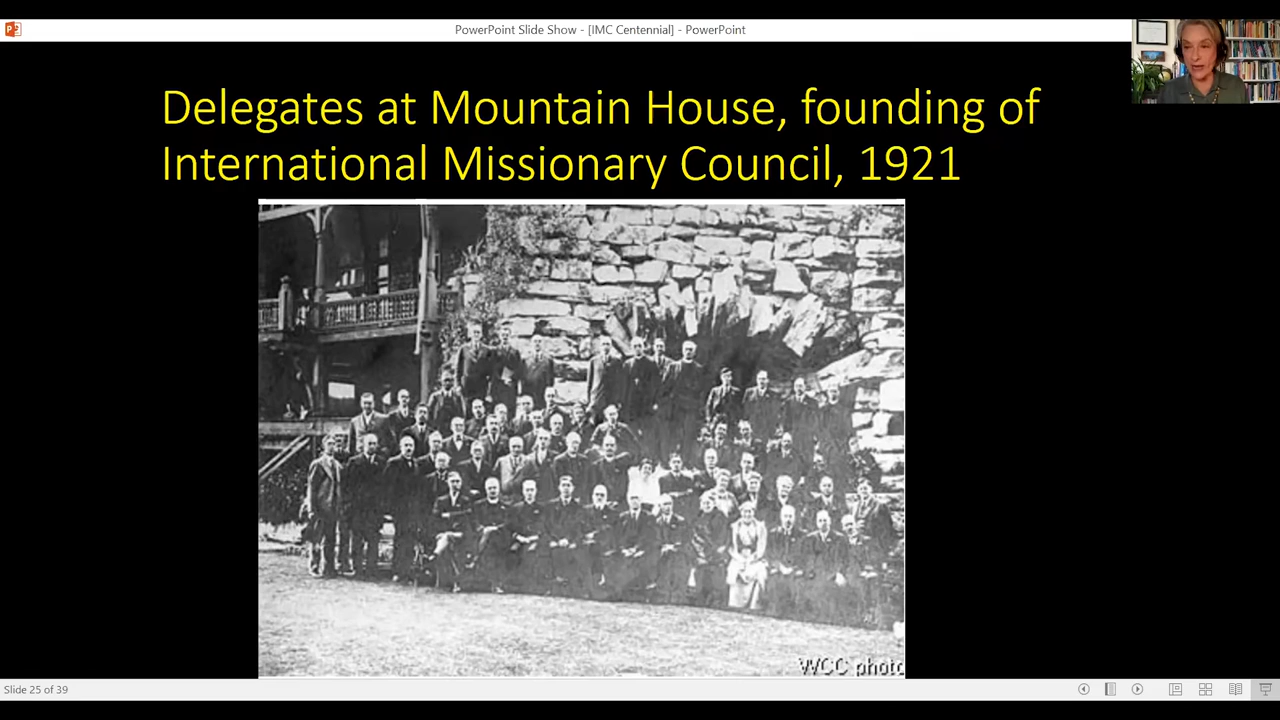 PowerPoint Slide Show - [IMC Centennial] - PowerPoint
Delegates at Mountain House, founding of
International Missionary Council, 1921
WCC photo
Slide 25 of 39